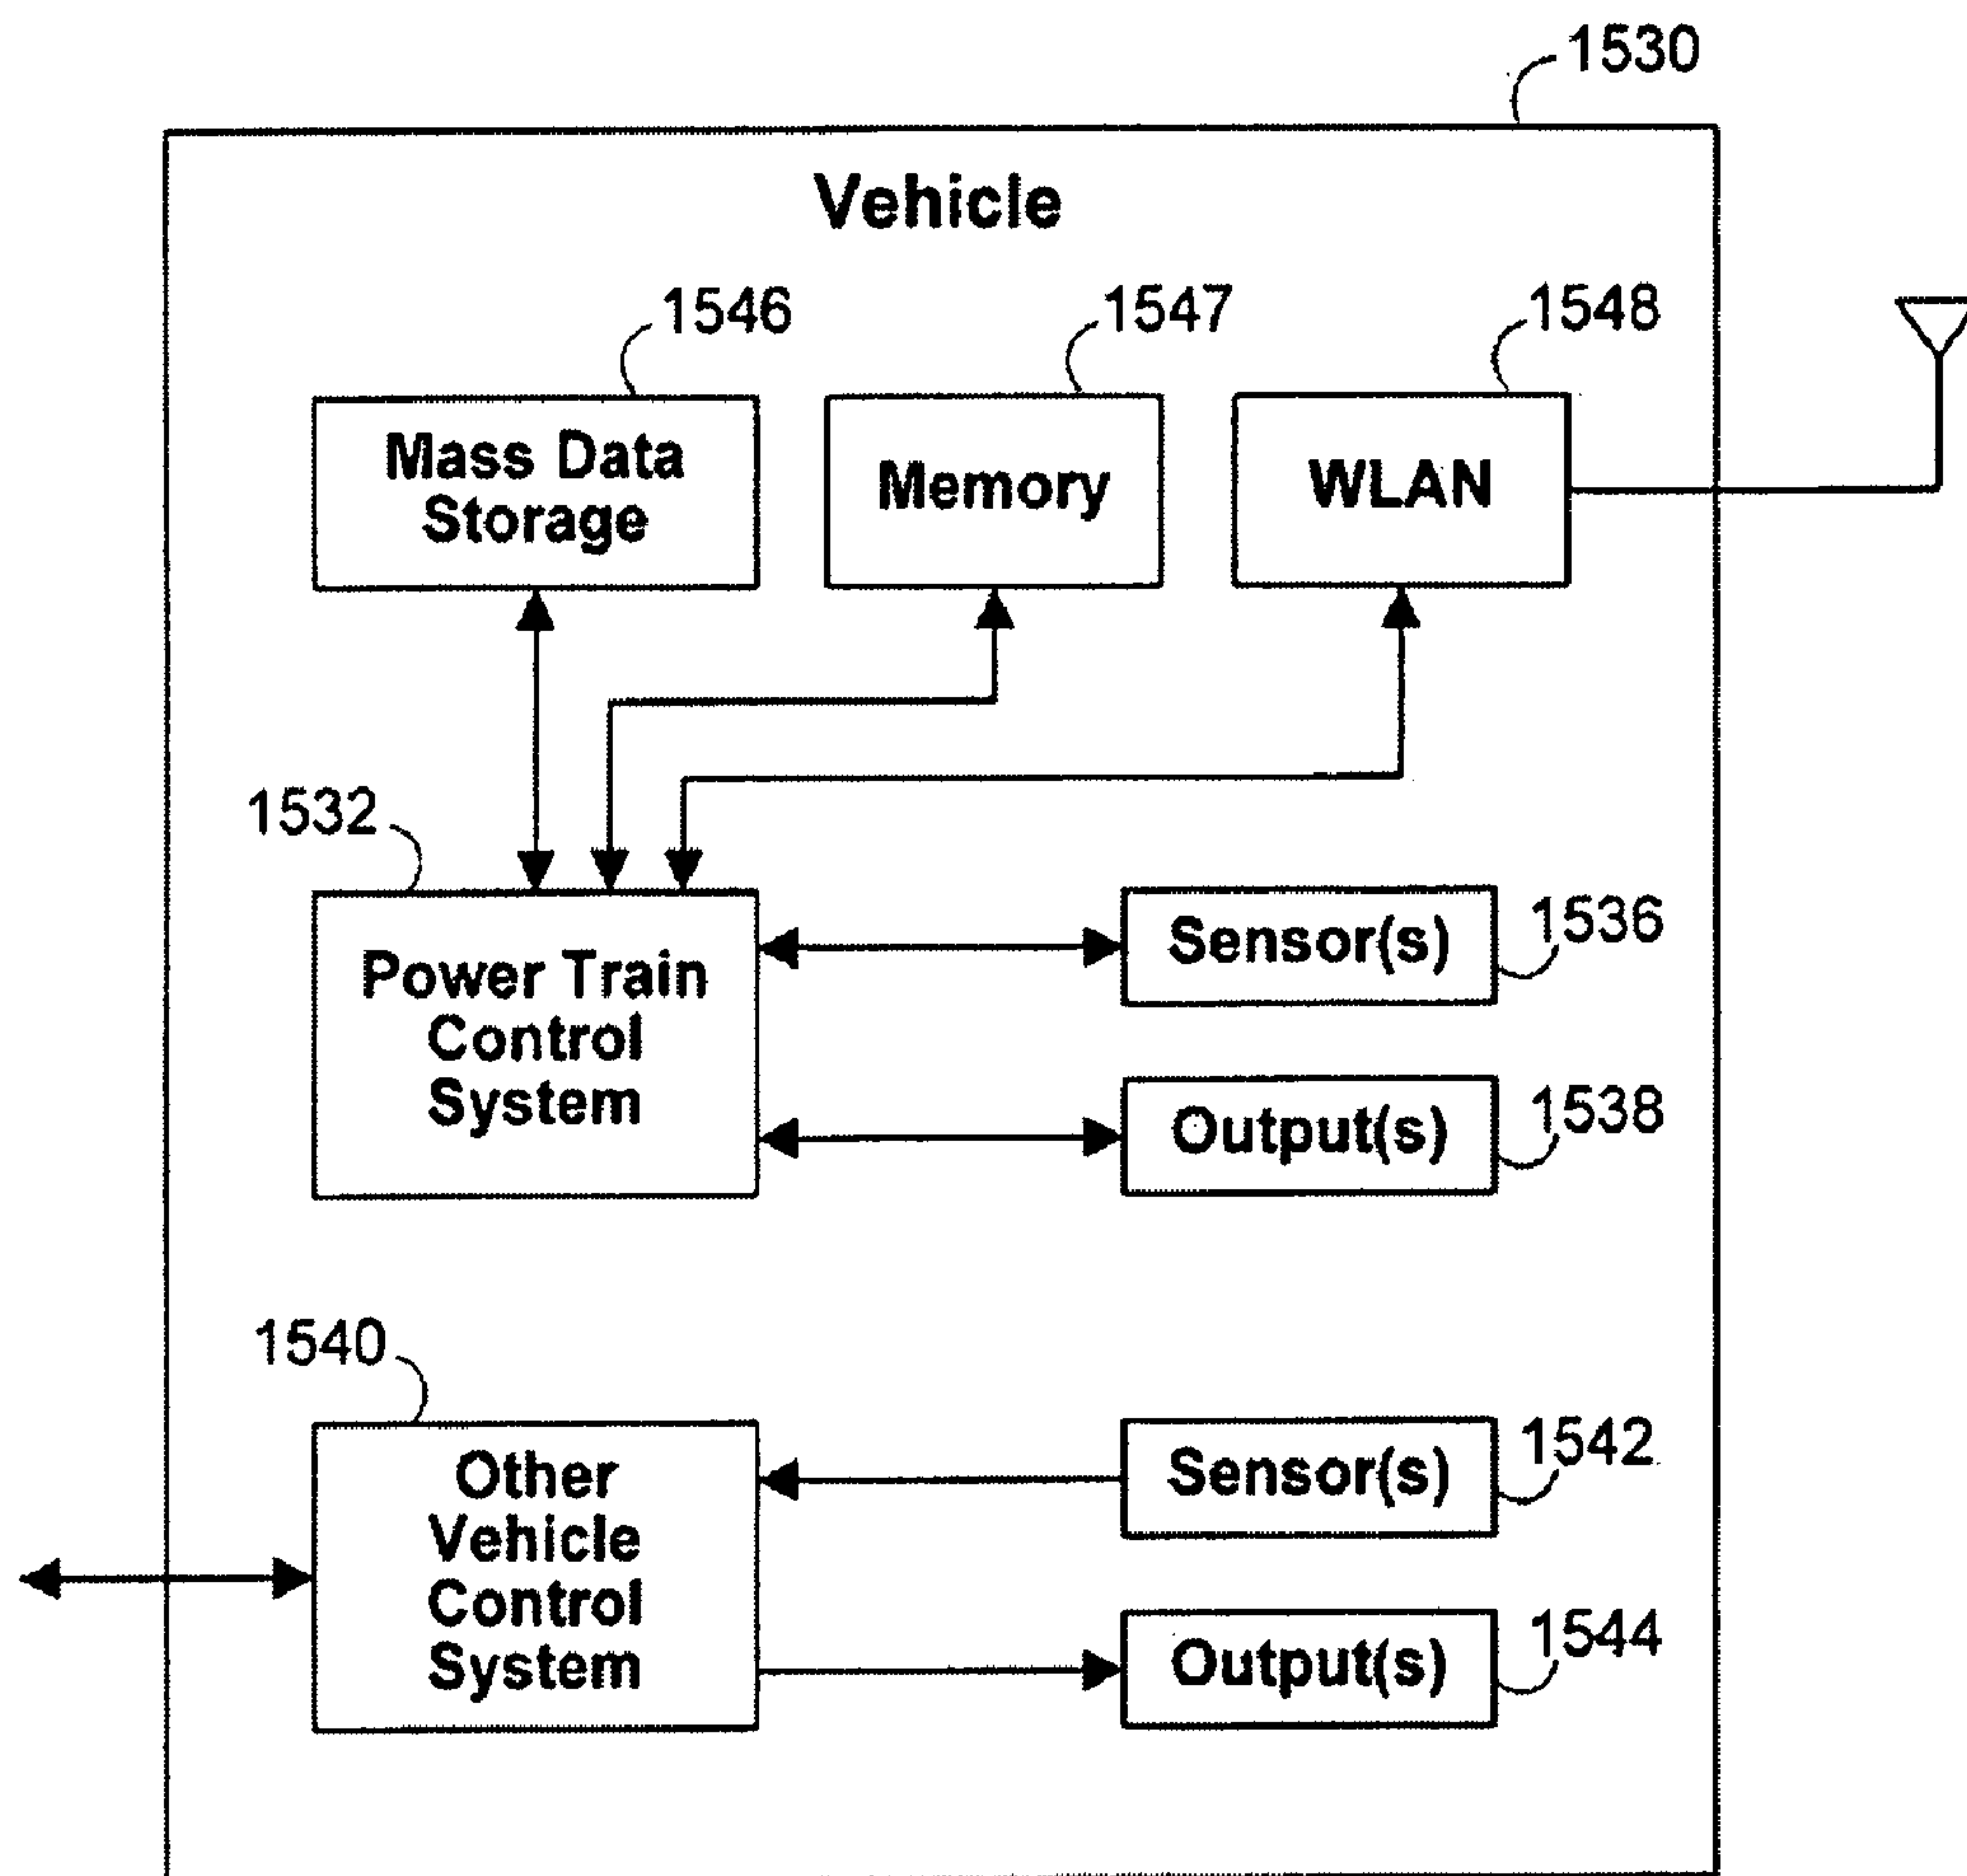 1530
Vehicle
1546
1547
1548
Mass Data
Storage
Memory
WLAN
1532
Power Train
Control
System
Sensor(s)
1536
Output(s)
1538
1540
Other
Vehicle
Control
System
Sensor(s)
1542
Output(s)
1544